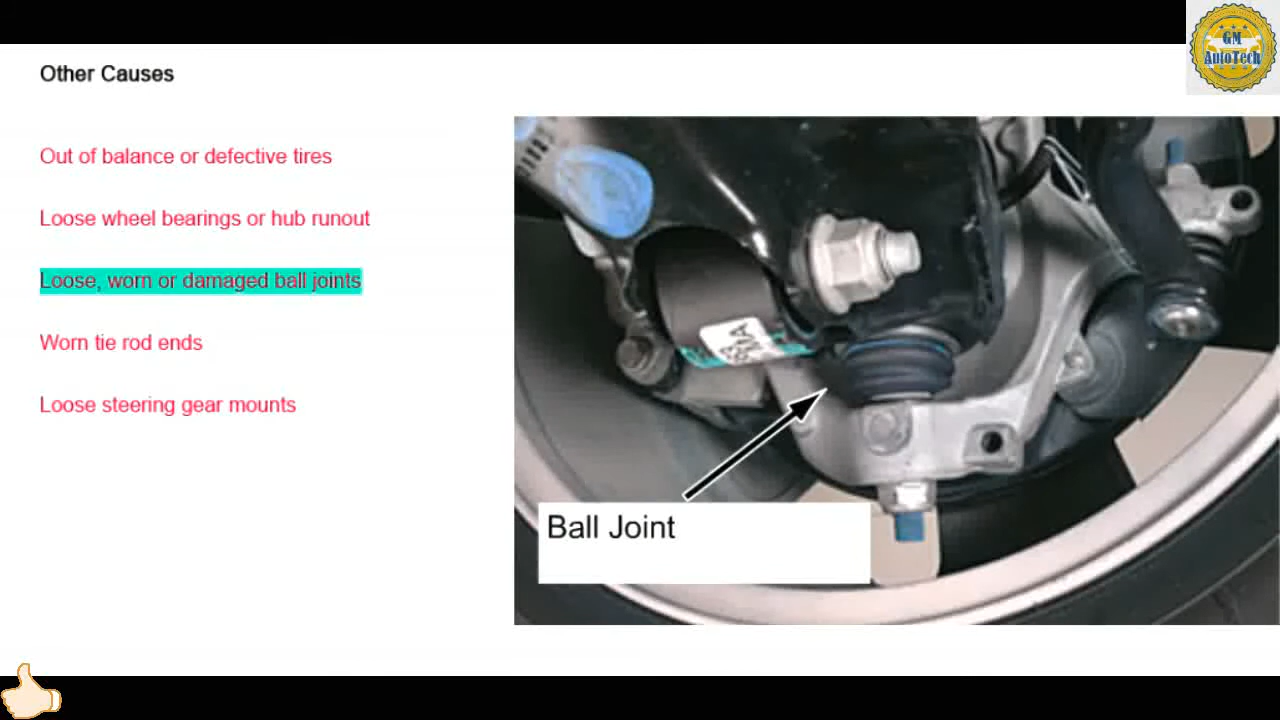 GM
AutoTech
Other Causes
Out of balance or defective tires
Loose wheel bearings or hub runout
Loose, worn or damaged ball joints
Worn tie rod ends
Loose steering gear mounts
Ball Joint